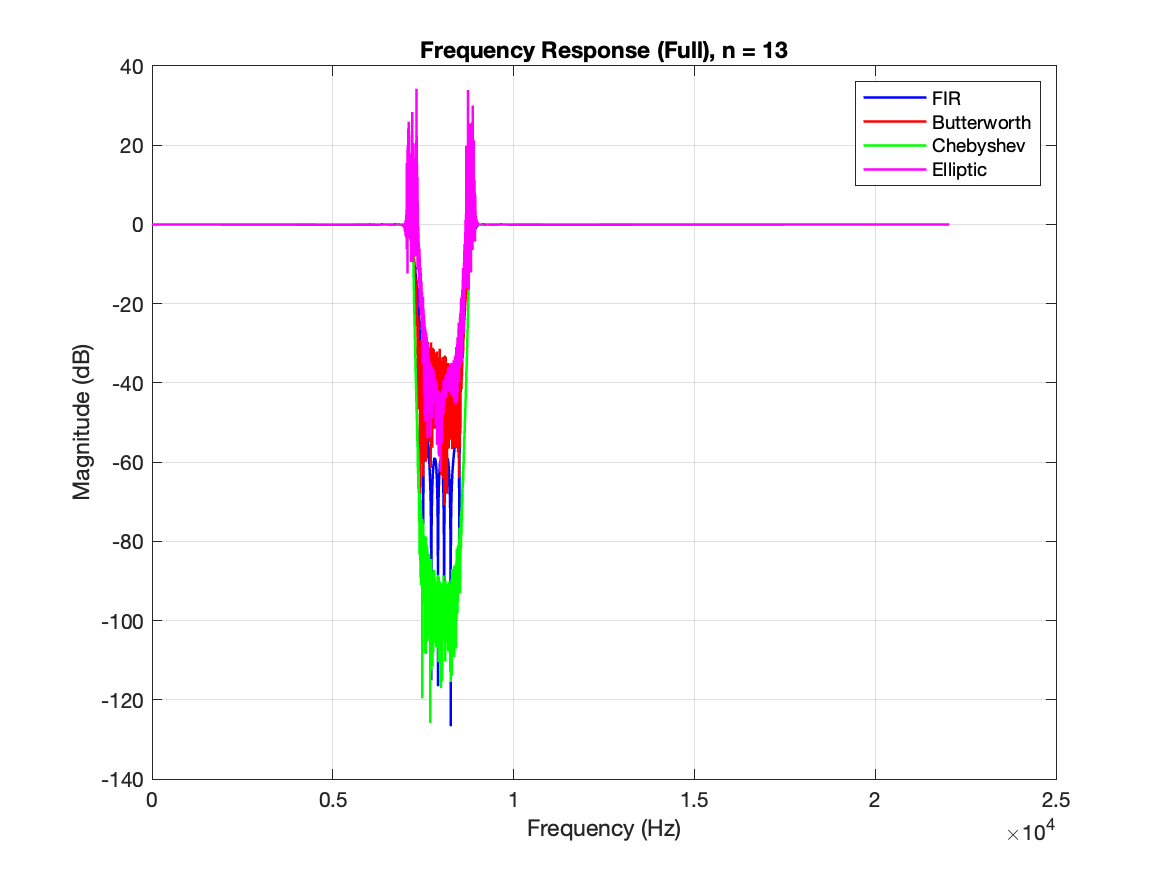 Frequency Response (Full), n = 13
40
20
0
-20
-40
-60
-80
-100
-120
-140
Magnitude (dB)
FIR
Butterworth
Chebyshev
Elliptic
0 0.5 1 1.5 2 2.5
Frequency (Hz)
×10^4